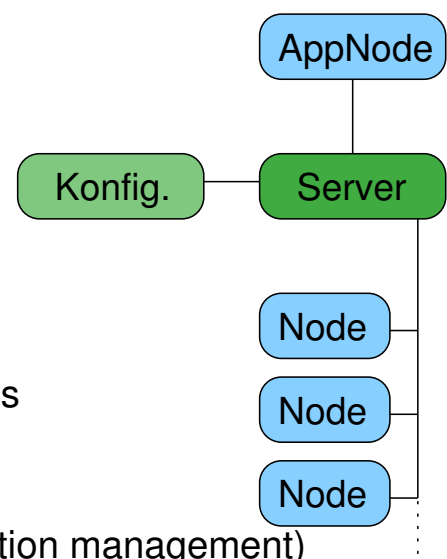 AppNode
Konfig. Server
Node
s
Node
Node
tion management)